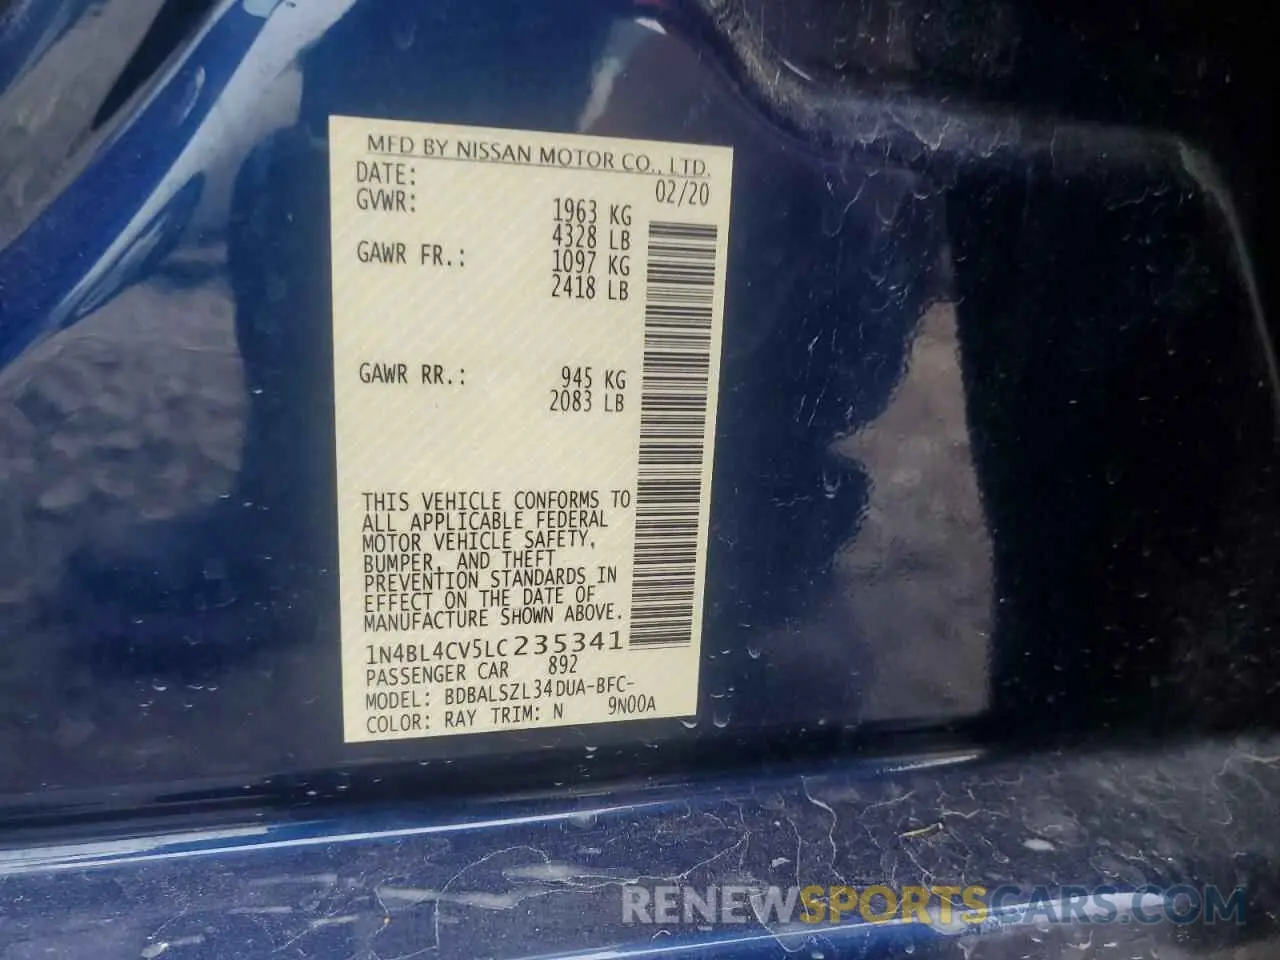 MFD BY NISSAN MOTOR CO., LTD.
DATE: 02/20
GVWR: 1963 KG
4328 LB
GAWR FR.: 1097 KG
2418 LB
GAWR RR.: 945 KG
2083 LB
THIS VEHICLE CONFORMS TO
ALL APPLICABLE FEDERAL
MOTOR VEHICLE SAFETY,
BUMPER, AND THEFT
PREVENTION STANDARDS IN
EFFECT ON THE DATE OF
MANUFACTURE SHOWN ABOVE.
1N4BL4CV5LC235341
PASSENGER CAR 892
MODEL: BDBALSZL34DUA-BFC-
COLOR: RAY TRIM: N 9N00A
RENEWSPORTSCARS.COM